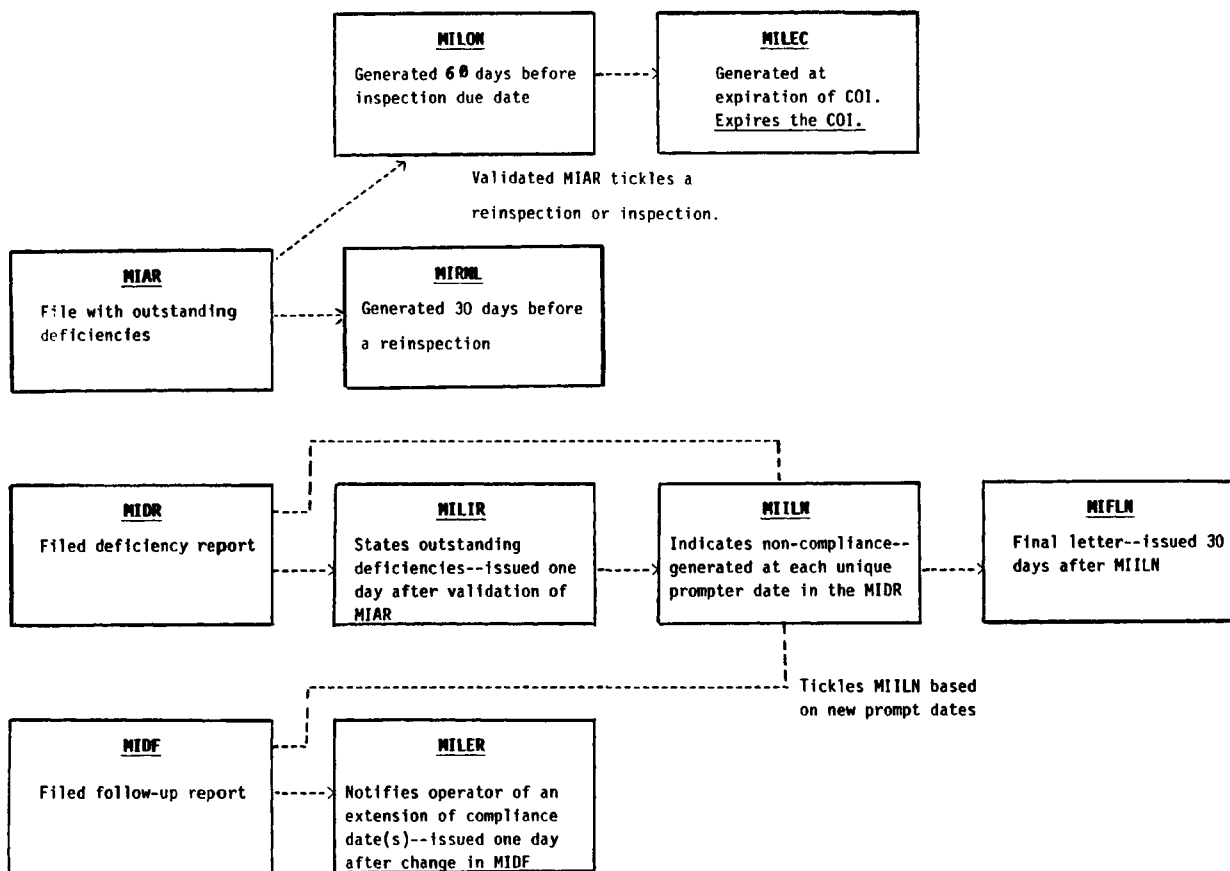 MILON
Generated 60 days before
inspection due date
MILEC
Generated at
expiration of COI.
Expires the COI.
Validated MIAR tickles a
reinspection or inspection.
MIAR
File with outstanding
deficiencies
MIRNL
Generated 30 days before
a reinspection
MIDR
Filed deficiency report
MILIR
States outstanding
deficiencies--issued one
day after validation of
MIAR
MIILN
Indicates non-compliance--
generated at each unique
prompter date in the MIDR
MIFLN
Final letter--issued 30
days after MIILN
Tickles MIILN based
on new prompt dates
MIDF
Filed follow-up report
MILER
Notifies operator of an
extension of compliance
date(s)--issued one day
after change in MIDF